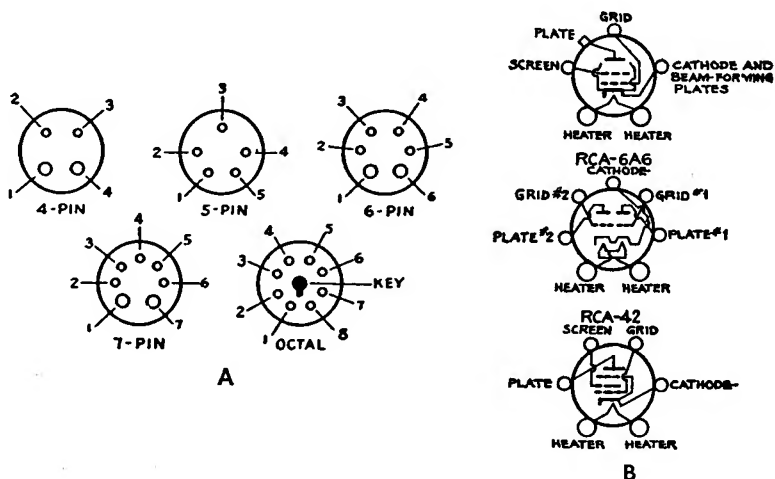 2
3
1
4
4-PIN
3
2
4
1
5
5-PIN
3
4
2
5
1
6
6-PIN
4
3
5
2
6
1
7
7-PIN
5
4
6
3
KEY
2
7
1
8
OCTAL
A
GRID
PLATE
SCREEN
CATHODE AND
BEAM-FORMING
PLATES
HEATER HEATER
RCA-6A6
CATHODE-
GRID #2
GRID #1
PLATE #2
PLATE-#1
HEATER HEATER
RCA-42
SCREEN GRID
PLATE
CATHODE-
HEATER HEATER
B